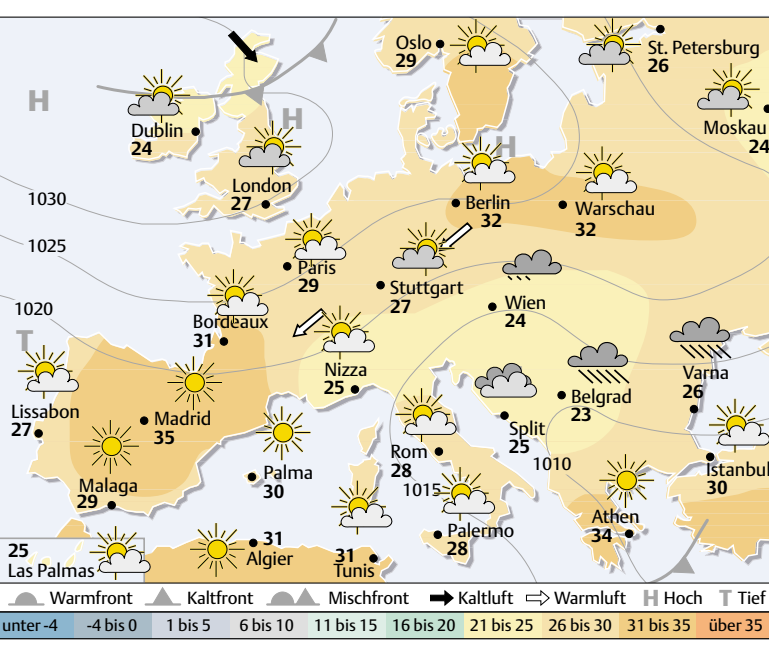 Oslo
29
St. Petersburg
26
H
H
Moskau
24
Dublin
24
H
London
27
1030
Berlin
32
Warschau
32
1025
Paris
29
Stuttgart
27
Wien
24
1020
Bordeaux
31
T
Nizza
25
Varna
26
Lissabon
27
Madrid
35
Belgrad
23
Split
25
Rom
28
1010
Istanbul
30
Malaga
29
Palma
30
1015
Athen
34
Palermo
28
25
Las Palmas
31
Algier
31
Tunis
Warmfront Kaltfront Mischfront Kaltluft Warmluft H Hoch T Tief
unter -4 -4 bis 0 1 bis 5 6 bis 10 11 bis 15 16 bis 20 21 bis 25 26 bis 30 31 bis 35 über 35